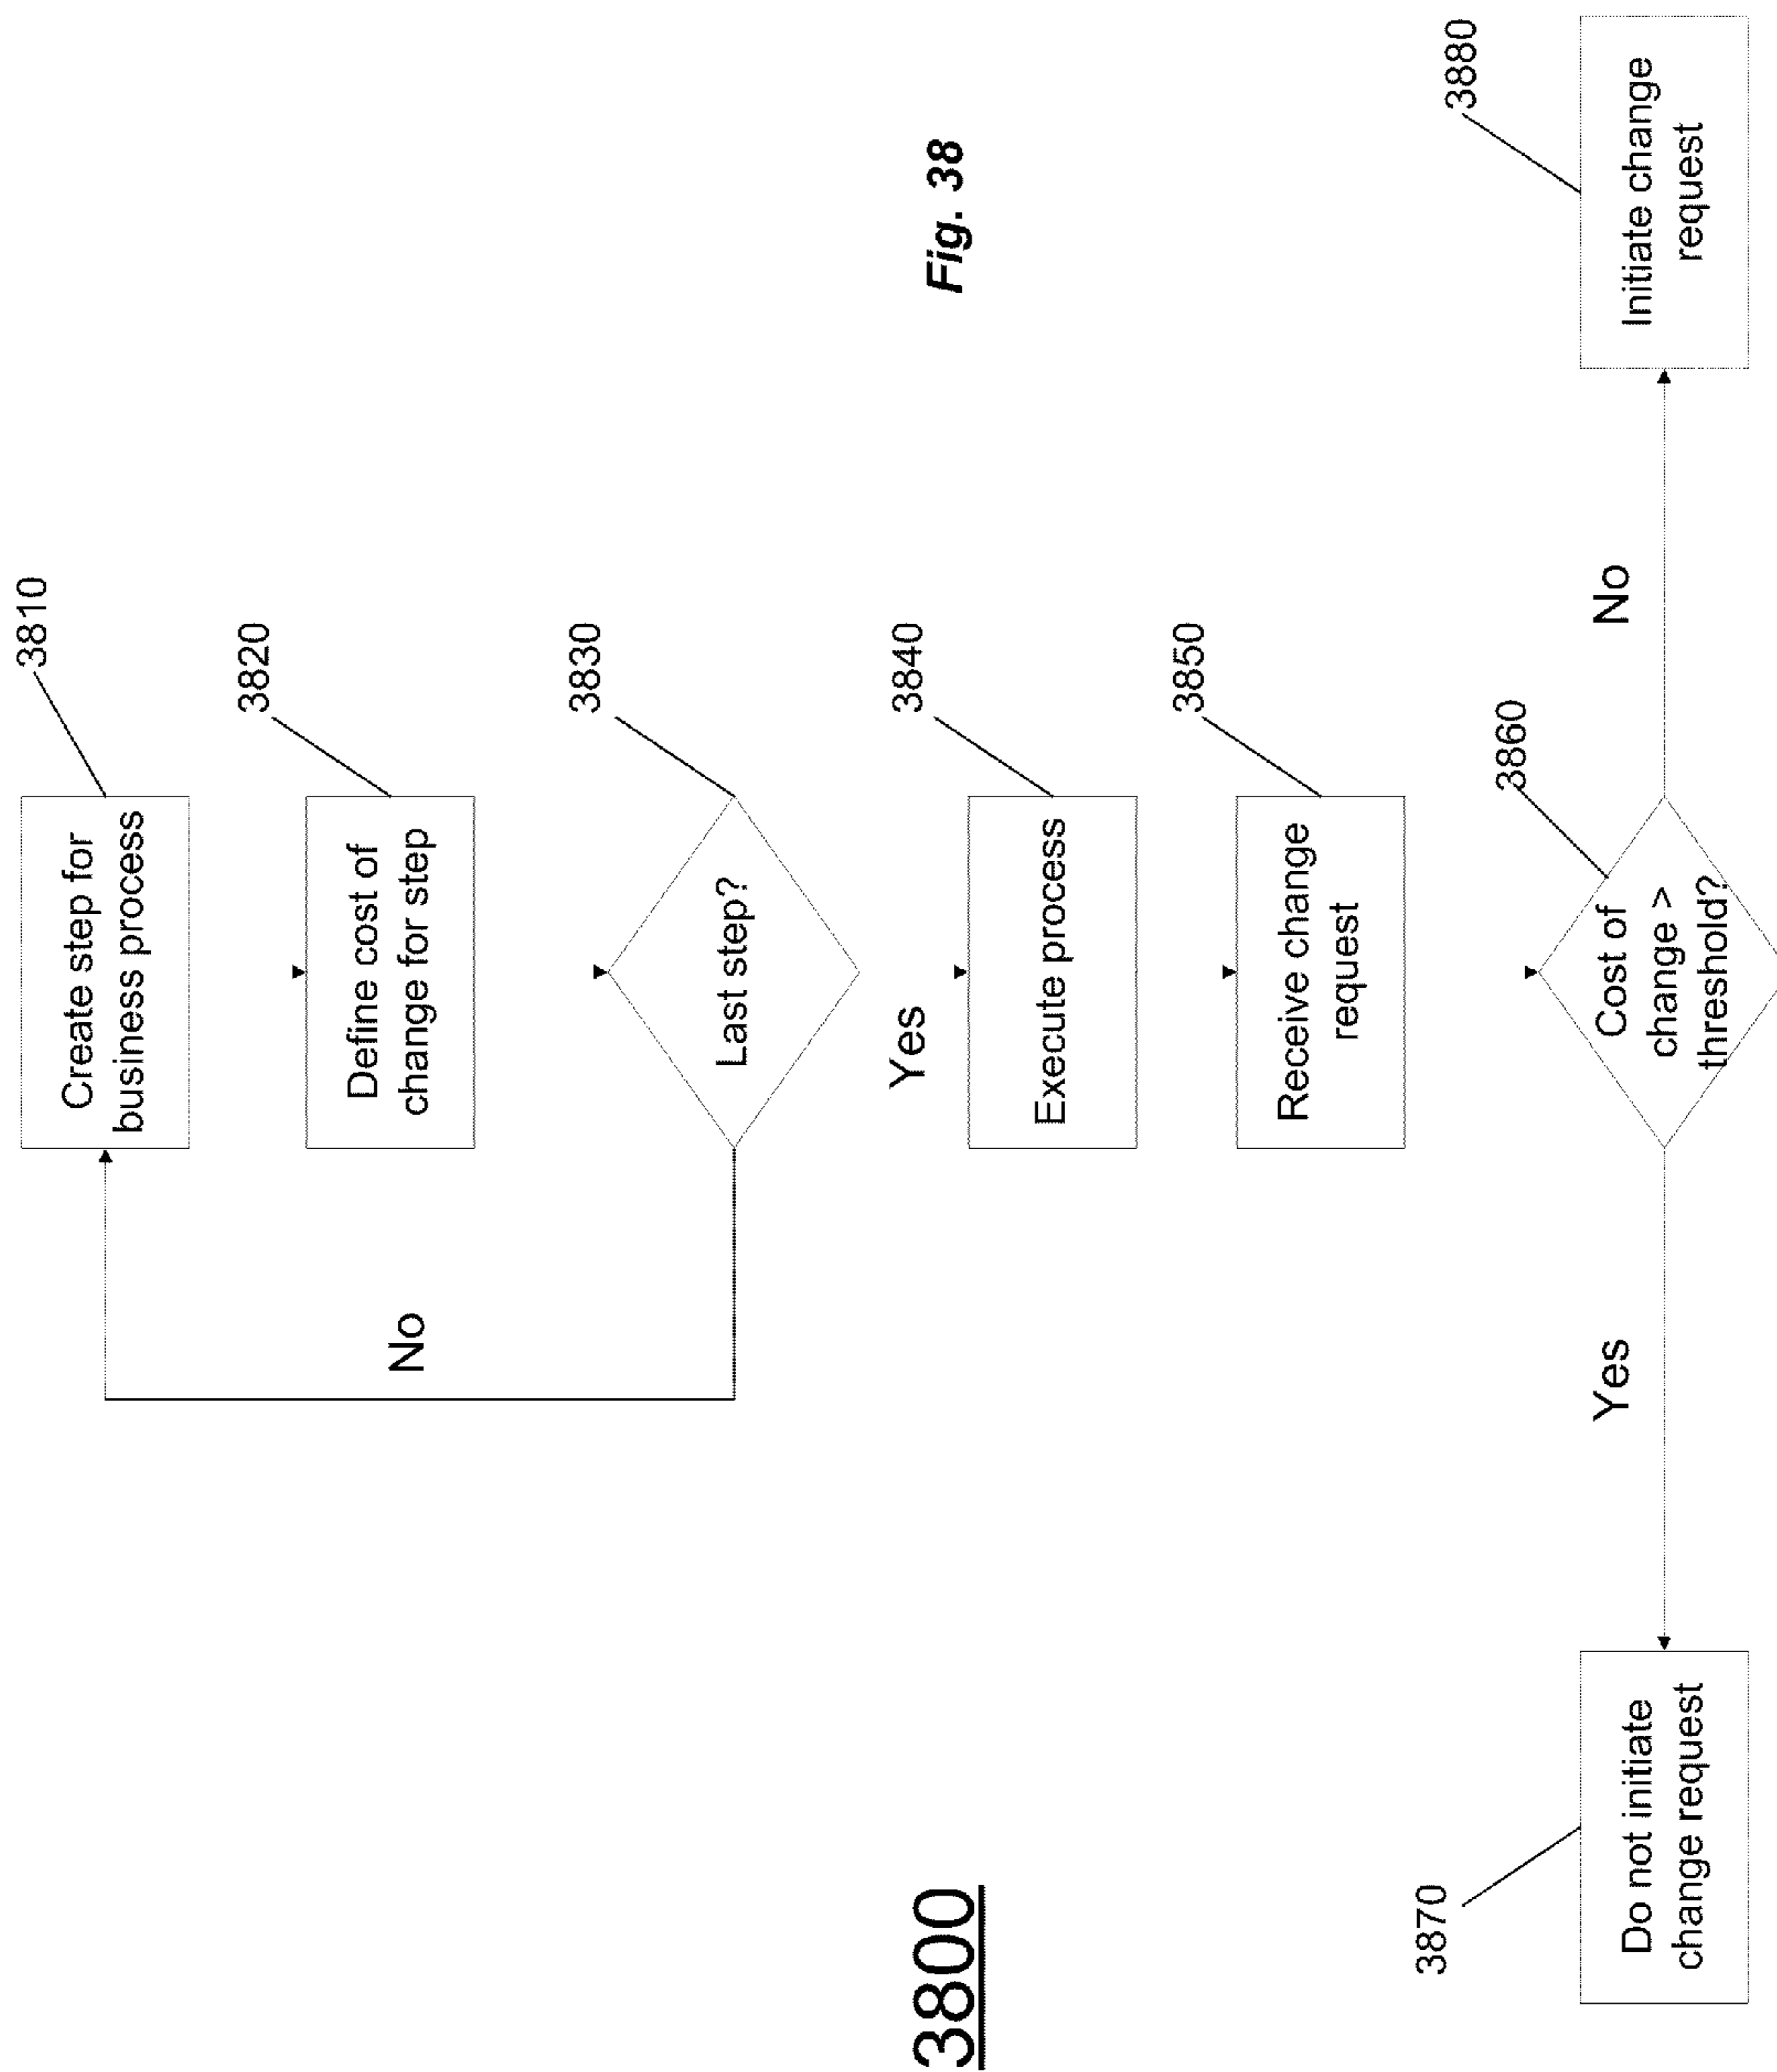 3800
3810
Create step for
business process
3820
Define cost of
change for step
No
3830
Last step?
Yes
3840
Execute process
Fig. 38
3850
Receive change
request
3860
Cost of
change >
threshold?
Yes
No
3870
Do not initiate
change request
3880
Initiate change
request